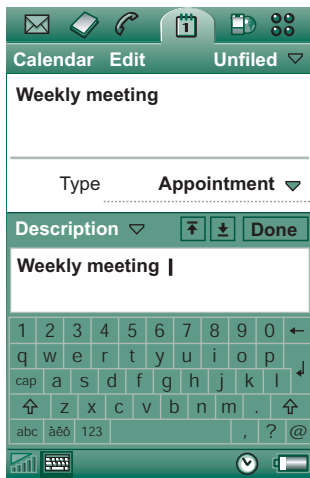 Calendar Edit Unfiled
Weekly meeting
Type Appointment
Description Done
Weekly meeting
1 2 3 4 5 6 7 8 9 0
q w e r t y u i o p
cap a s d f g h j k l
z x c v b n m .
abc àêô 123 , ? @